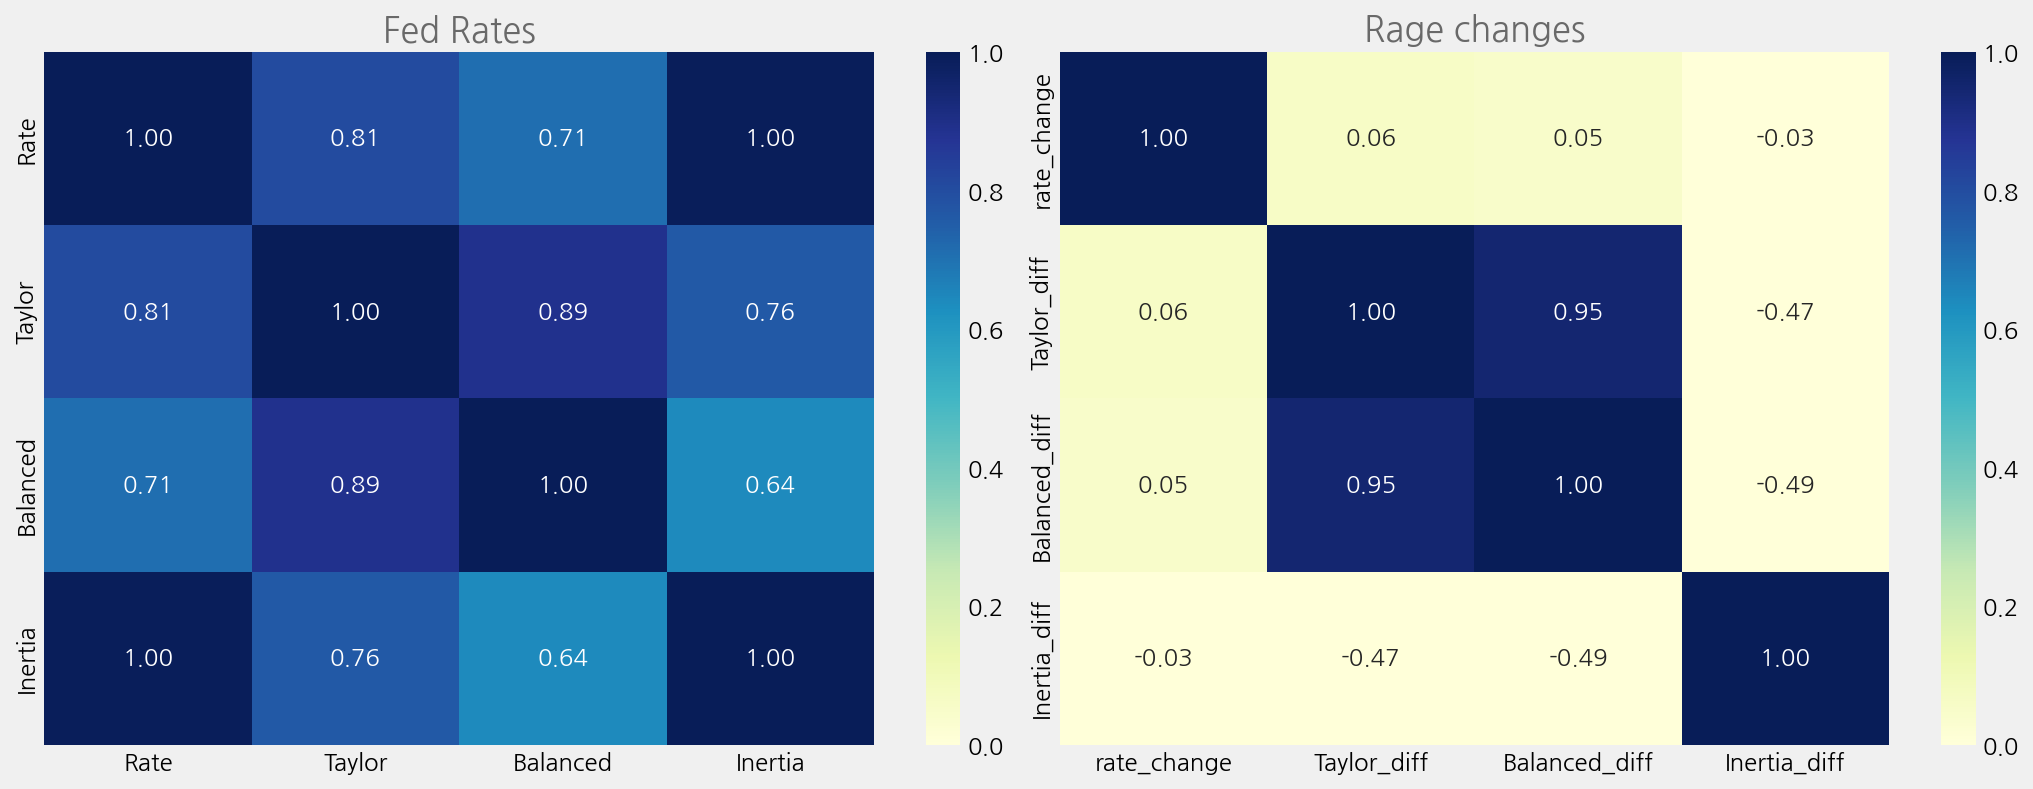 Fed Rates
Rate 1.00 0.81 0.71 1.00
Taylor 0.81 1.00 0.89 0.76
Balanced 0.71 0.89 1.00 0.64
Inertia 1.00 0.76 0.64 1.00
Rate Taylor Balanced Inertia
1.0
0.8
0.6
0.4
0.2
0.0
Rage changes
rate_change 1.00 0.06 0.05 -0.03
Taylor_diff 0.06 1.00 0.95 -0.47
Balanced_diff 0.05 0.95 1.00 -0.49
Inertia_diff -0.03 -0.47 -0.49 1.00
rate_change Taylor_diff Balanced_diff Inertia_diff
1.0
0.8
0.6
0.4
0.2
0.0